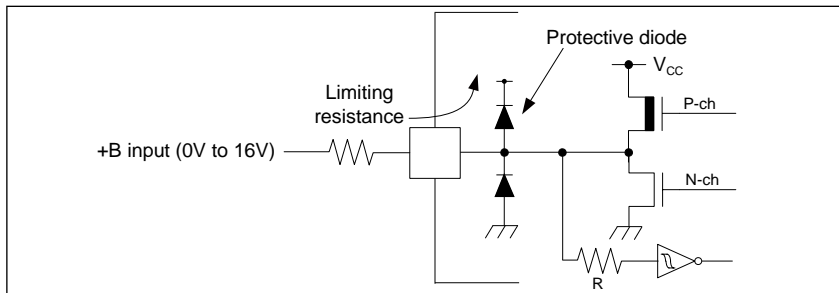 Protective diode
VCC
Limiting
resistance
P-ch
+B input (0V to 16V)
N-ch
R